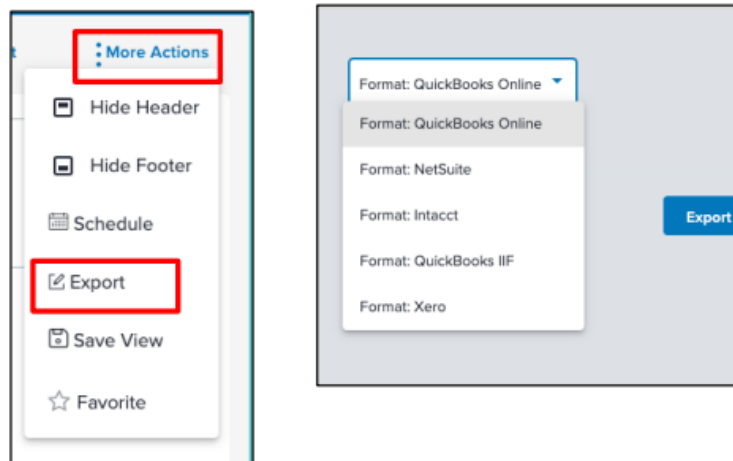 t
More Actions
Hide Header
Hide Footer
Schedule
Export
Save View
Favorite
Format: QuickBooks Online
Format: QuickBooks Online
Format: NetSuite
Format: Intacct
Format: QuickBooks IIF
Format: Xero
Export